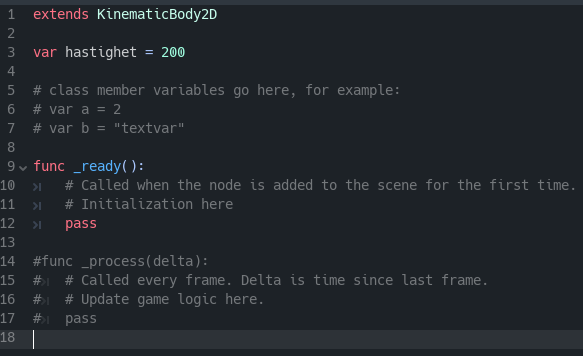 1 extends KinematicBody2D
2
3 var hastighet = 200
4
5 # class member variables go here, for example:
6 # var a = 2
7 # var b = "textvar"
8
9 func _ready():
10 # Called when the node is added to the scene for the first time.
11 # Initialization here
12 pass
13
14 #func _process(delta):
15 # # Called every frame. Delta is time since last frame.
16 # # Update game logic here.
17 # pass
18